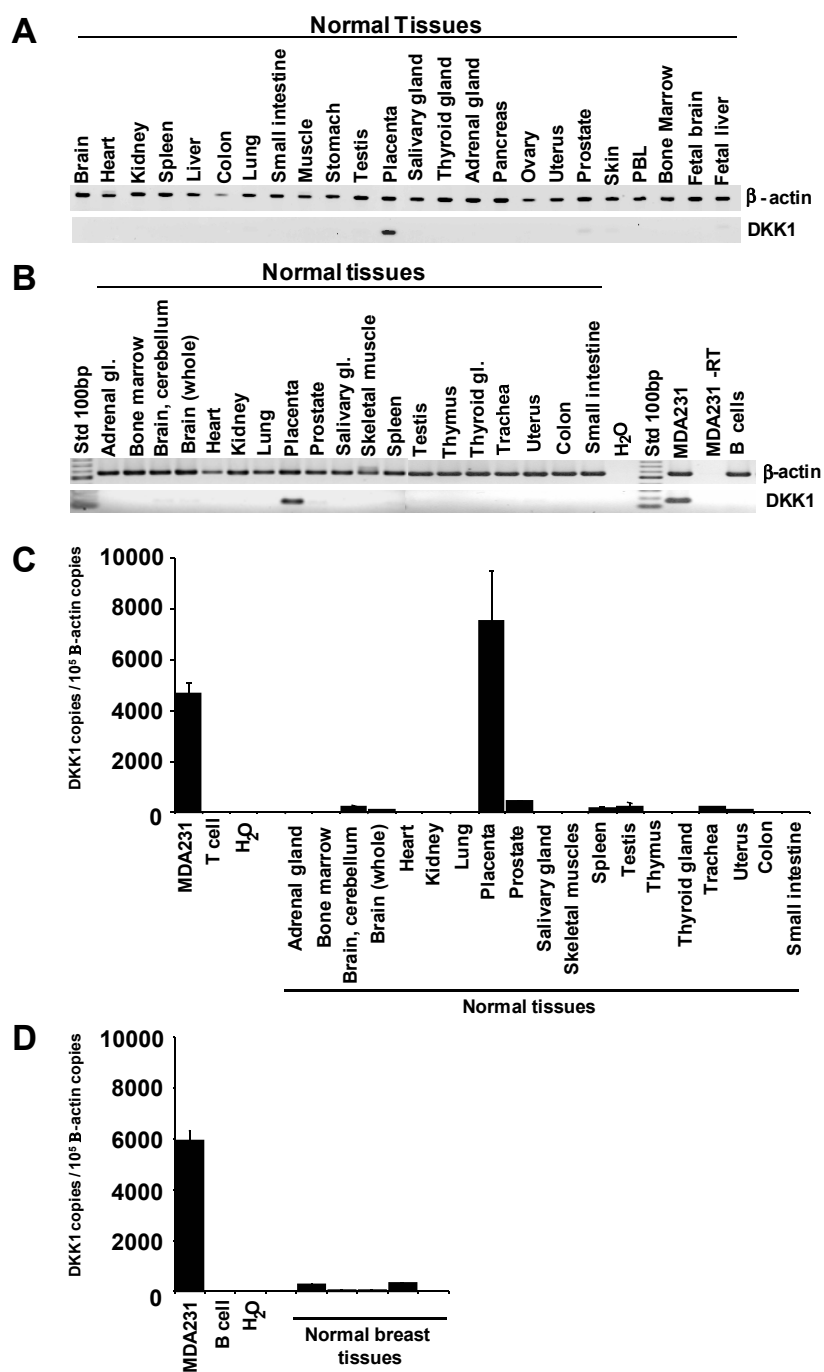 A
Normal Tissues
Brain
Heart
Kidney
Spleen
Liver
Colon
Lung
Small intestine
Muscle
Stomach
Testis
Placenta
Salivary gland
Thyroid gland
Adrenal gland
Pancreas
Ovary
Uterus
Prostate
Skin
PBL
Bone Marrow
Fetal brain
Fetal liver
β-actin
DKK1
B
Normal tissues
Std 100bp
Adrenal gl.
Bone marrow
Brain, cerebellum
Brain (whole)
Heart
Kidney
Lung
Placenta
Prostate
Salivary gl.
Skeletal muscle
Spleen
Testis
Thymus
Thyroid gl.
Trachea
Uterus
Colon
Small intestine
H₂O
Std 100bp
MDA231
MDA231 -RT
B cells
β-actin
DKK1
C
DKK1 copies / 10⁵ B-actin copies
10000
8000
6000
4000
2000
0
MDA231
T cell
H₂O
Adrenal gland
Bone marrow
Brain, cerebellum
Brain (whole)
Heart
Kidney
Lung
Placenta
Prostate
Salivary gland
Skeletal muscles
Spleen
Testis
Thymus
Thyroid gland
Trachea
Uterus
Colon
Small intestine
Normal tissues
D
DKK1 copies / 10⁵ B-actin copies
10000
8000
6000
4000
2000
0
MDA231
B cell
H₂O
Normal breast
tissues